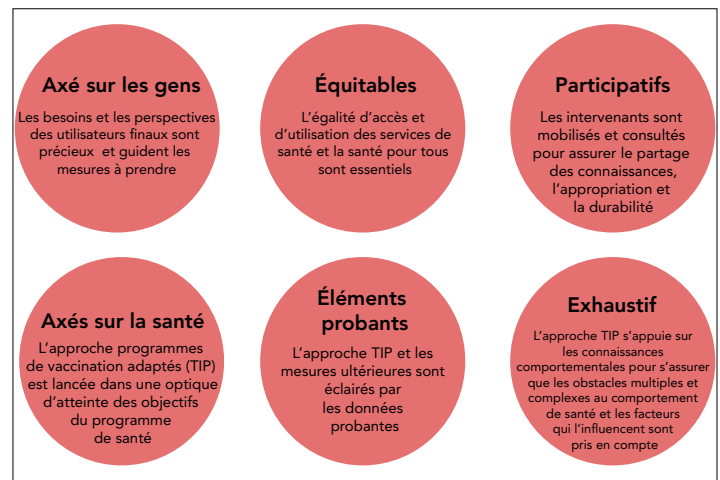 Axé sur les gens
Les besoins et les perspectives
des utilisateurs finaux sont
précieux et guident les
mesures à prendre
Équitables
L'égalité d'accès et
d'utilisation des services de
santé et la santé pour tous
sont essentiels
Participatifs
Les intervenants sont
mobilisés et consultés
pour assurer le partage
des connaissances,
l'appropriation et
la durabilité
Axés sur la santé
L'approche programmes
de vaccination adaptés (TIP)
est lancée dans une optique
d'atteinte des objectifs
du programme
de santé
Éléments
probants
L'approche TIP et les
mesures ultérieures sont
éclairés par
les données
probantes
Exhaustif
L'approche TIP s'appuie sur
les connaissances
comportementales pour s'assurer
que les obstacles multiples et
complexes au comportement
de santé et les facteurs
qui l'influencent sont
pris en compte